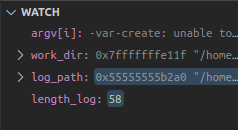 WATCH
argv[i]: -var-create: unable to...
work_dir: 0x7fffffffe11f "/home...
log_path: 0x55555555b2a0 "/home...
length_log: 58